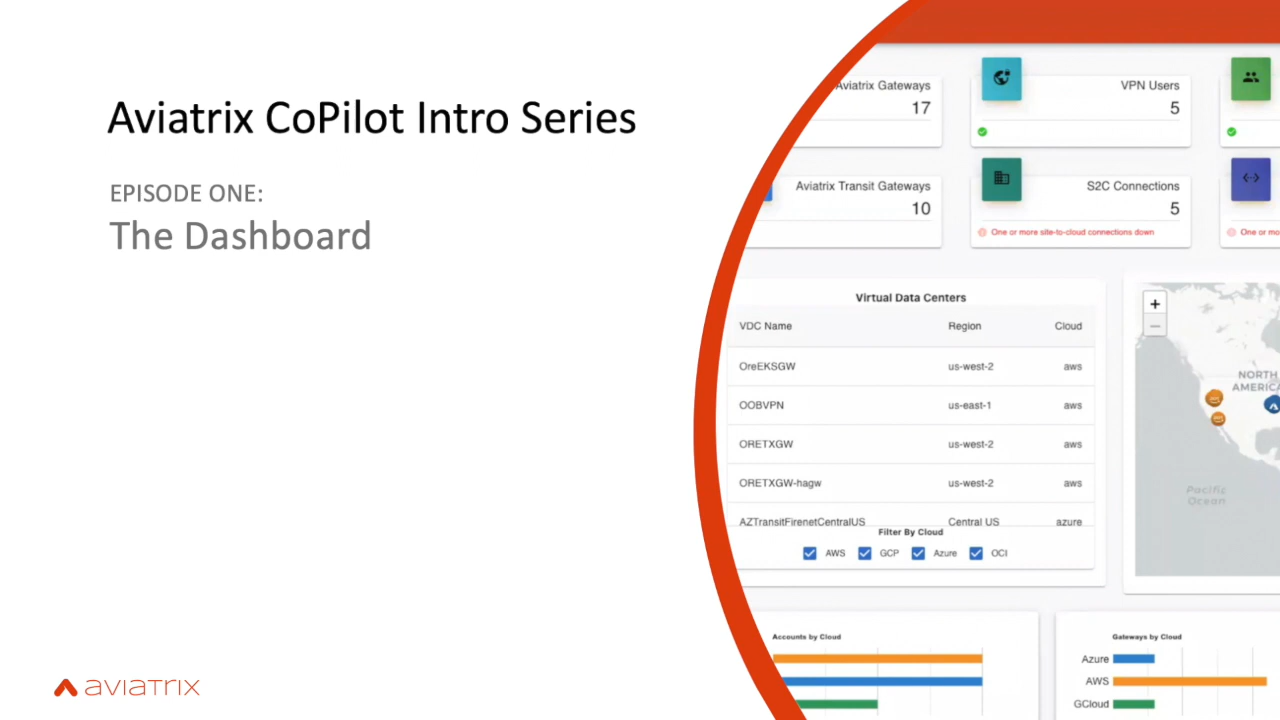 Aviatrix CoPilot Intro Series
EPISODE ONE:
The Dashboard
Aviatrix Gateways
17
VPN Users
5
Aviatrix Transit Gateways
10
S2C Connections
5
One or more site-to-cloud connections down
One or mo
Virtual Data Centers
VDC Name Region Cloud
OreEKSGW us-west-2 aws
OOBVPN us-east-1 aws
ORETXGW us-west-2 aws
ORETXGW-hagw us-west-2 aws
AZTransitFirenetCentralUS Central US azure
Filter By Cloud
AWS GCP Azure OCI
+
−
NORTH
AMERICA
Pacific
Ocean
Accounts by Cloud
Gateways by Cloud
Azure
AWS
GCloud
aviatrix